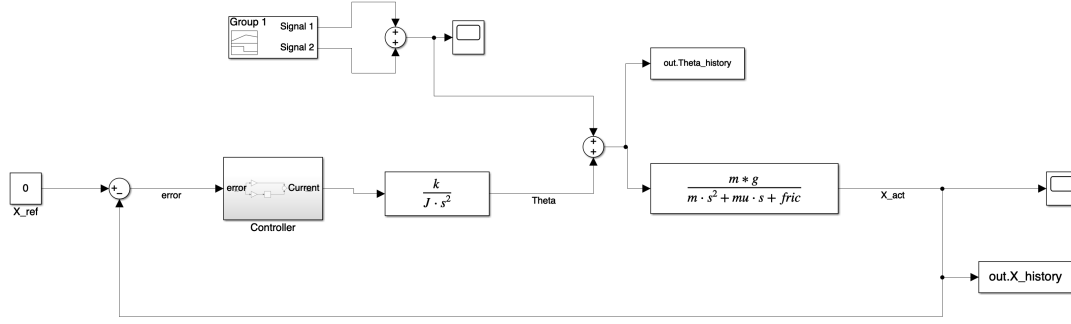 Group 1
Signal 1
Signal 2
+
+
out.Theta_history
+
+
0
X_ref
+
−
error
error
Current
Controller
k
J · s²
Theta
m * g
m · s² + mu · s + fric
X_act
out.X_history